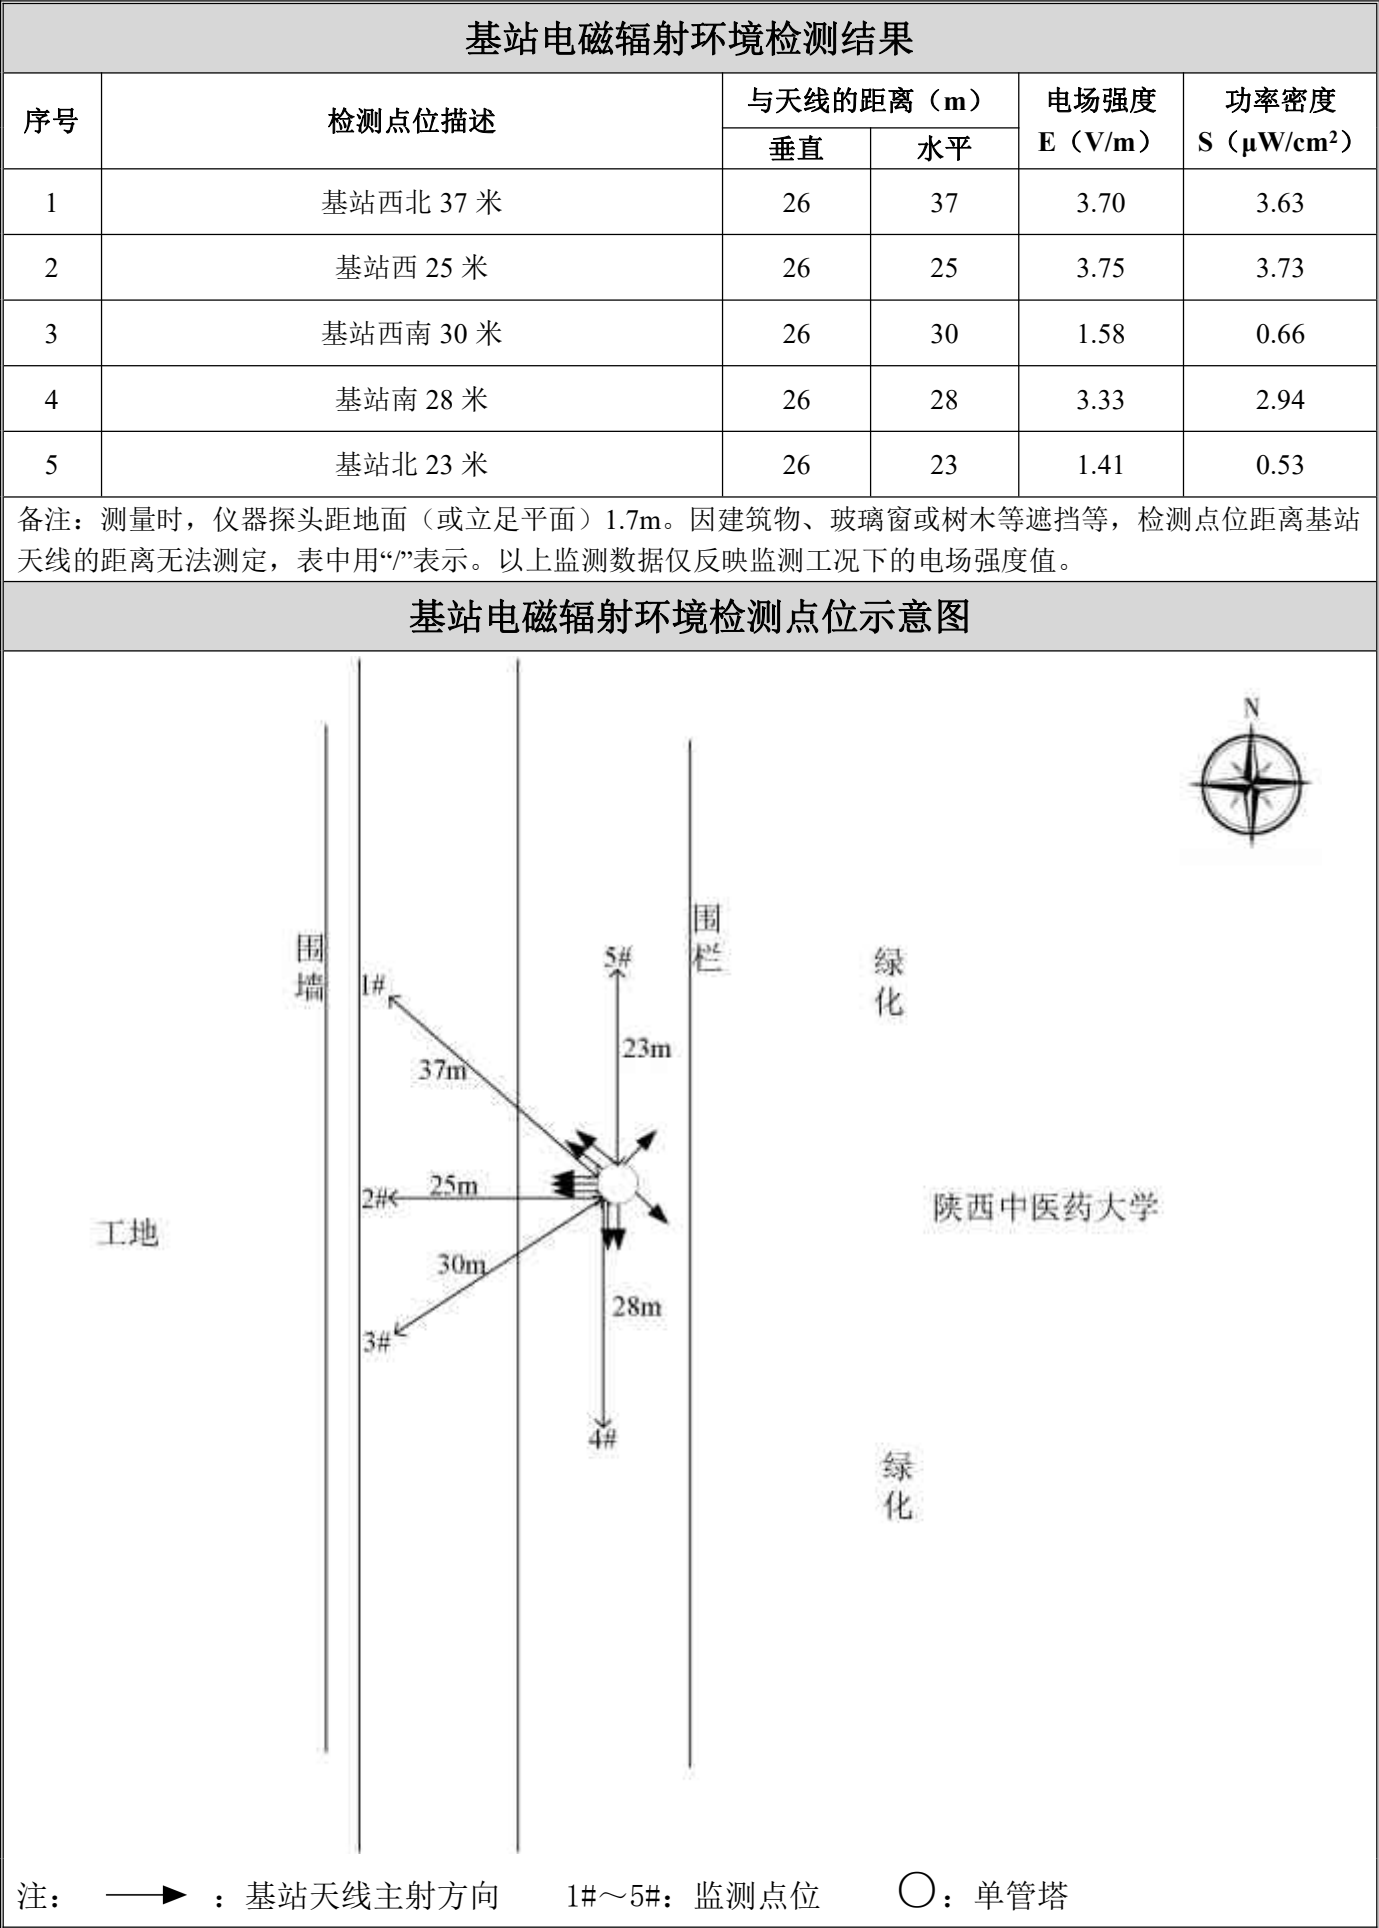 基站电磁辐射环境检测结果
序号 检测点位描述 与天线的距离（m） 电场强度 E（V/m） 功率密度 S（μW/cm²）
垂直 水平
1 基站西北 37 米 26 37 3.70 3.63
2 基站西 25 米 26 25 3.75 3.73
3 基站西南 30 米 26 30 1.58 0.66
4 基站南 28 米 26 28 3.33 2.94
5 基站北 23 米 26 23 1.41 0.53
备注：测量时，仪器探头距地面（或立足平面）1.7m。因建筑物、玻璃窗或树木等遮挡等，检测点位距离基站
天线的距离无法测定，表中用“/”表示。以上监测数据仅反映监测工况下的电场强度值。
基站电磁辐射环境检测点位示意图
N
围栏
围墙
5#
绿化
1#
23m
37m
25m
2#
陕西中医药大学
工地
30m
28m
3#
4#
绿化
注： ：基站天线主射方向 1#～5#：监测点位 ：单管塔